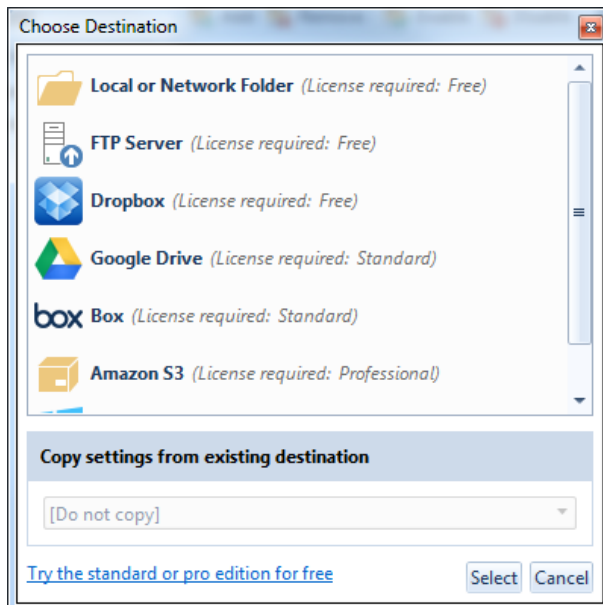 Choose Destination
Local or Network Folder (License required: Free)
FTP Server (License required: Free)
Dropbox (License required: Free)
Google Drive (License required: Standard)
box Box (License required: Standard)
Amazon S3 (License required: Professional)
Copy settings from existing destination
[Do not copy]
Try the standard or pro edition for free
Select Cancel